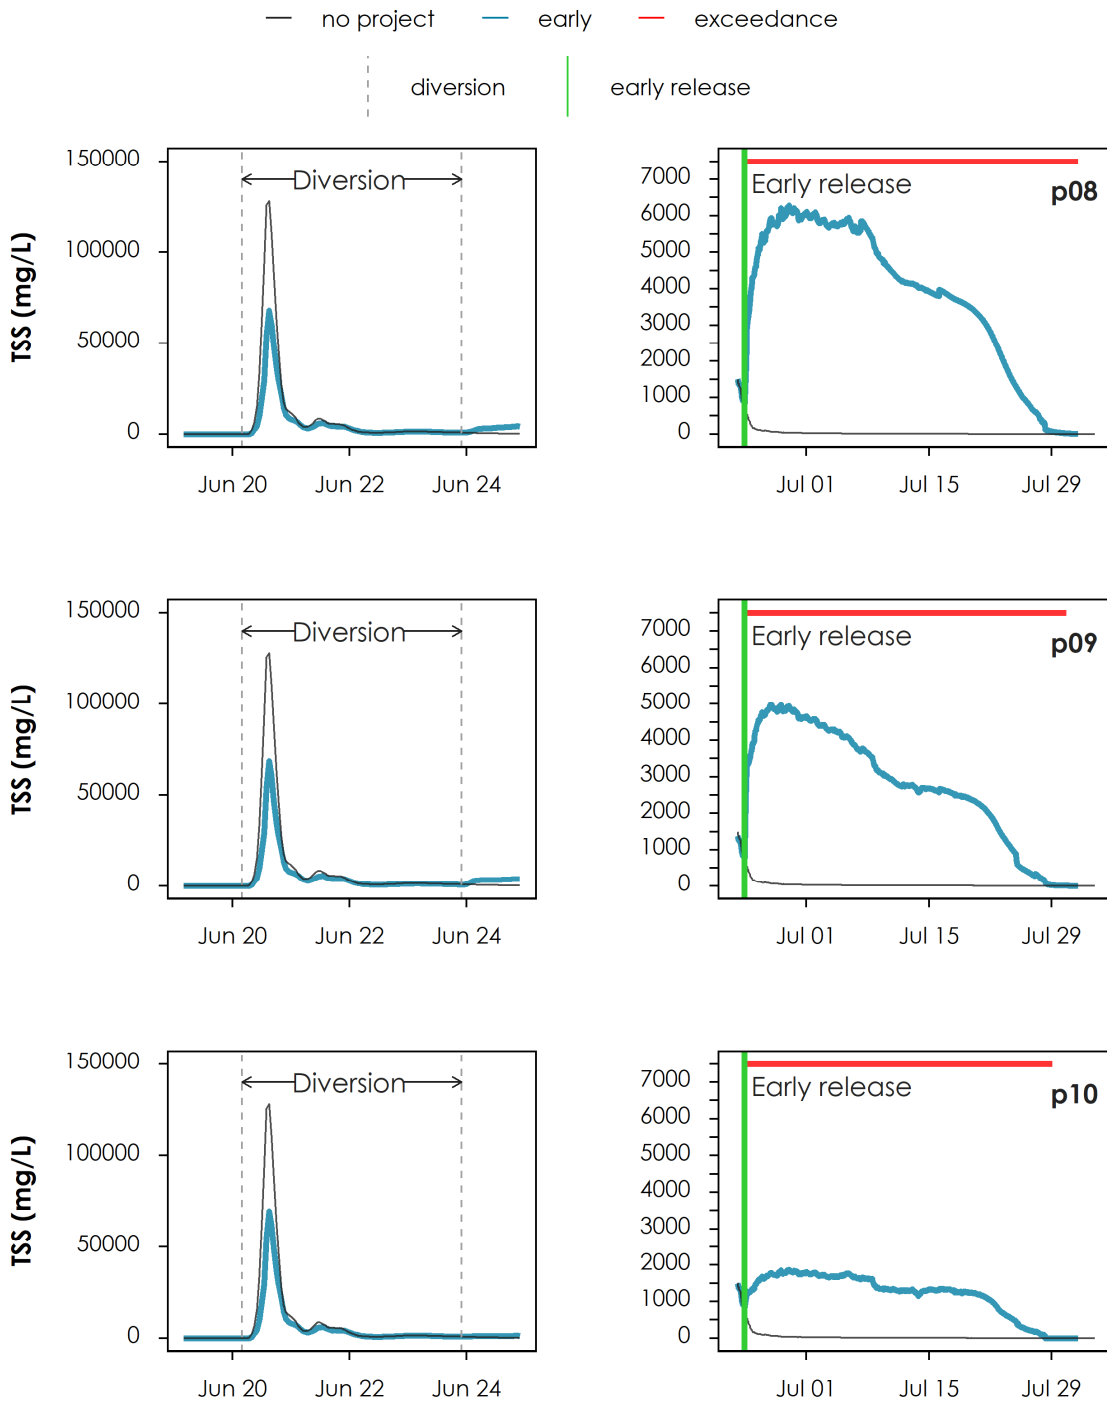 no project early exceedance
diversion early release
150000
100000
50000
0
TSS (mg/L)
Diversion
Jun 20 Jun 22 Jun 24
7000
6000
5000
4000
3000
2000
1000
0
Early release
p08
Jul 01 Jul 15 Jul 29
150000
100000
50000
0
TSS (mg/L)
Diversion
Jun 20 Jun 22 Jun 24
7000
6000
5000
4000
3000
2000
1000
0
Early release
p09
Jul 01 Jul 15 Jul 29
150000
100000
50000
0
TSS (mg/L)
Diversion
Jun 20 Jun 22 Jun 24
7000
6000
5000
4000
3000
2000
1000
0
Early release
p10
Jul 01 Jul 15 Jul 29